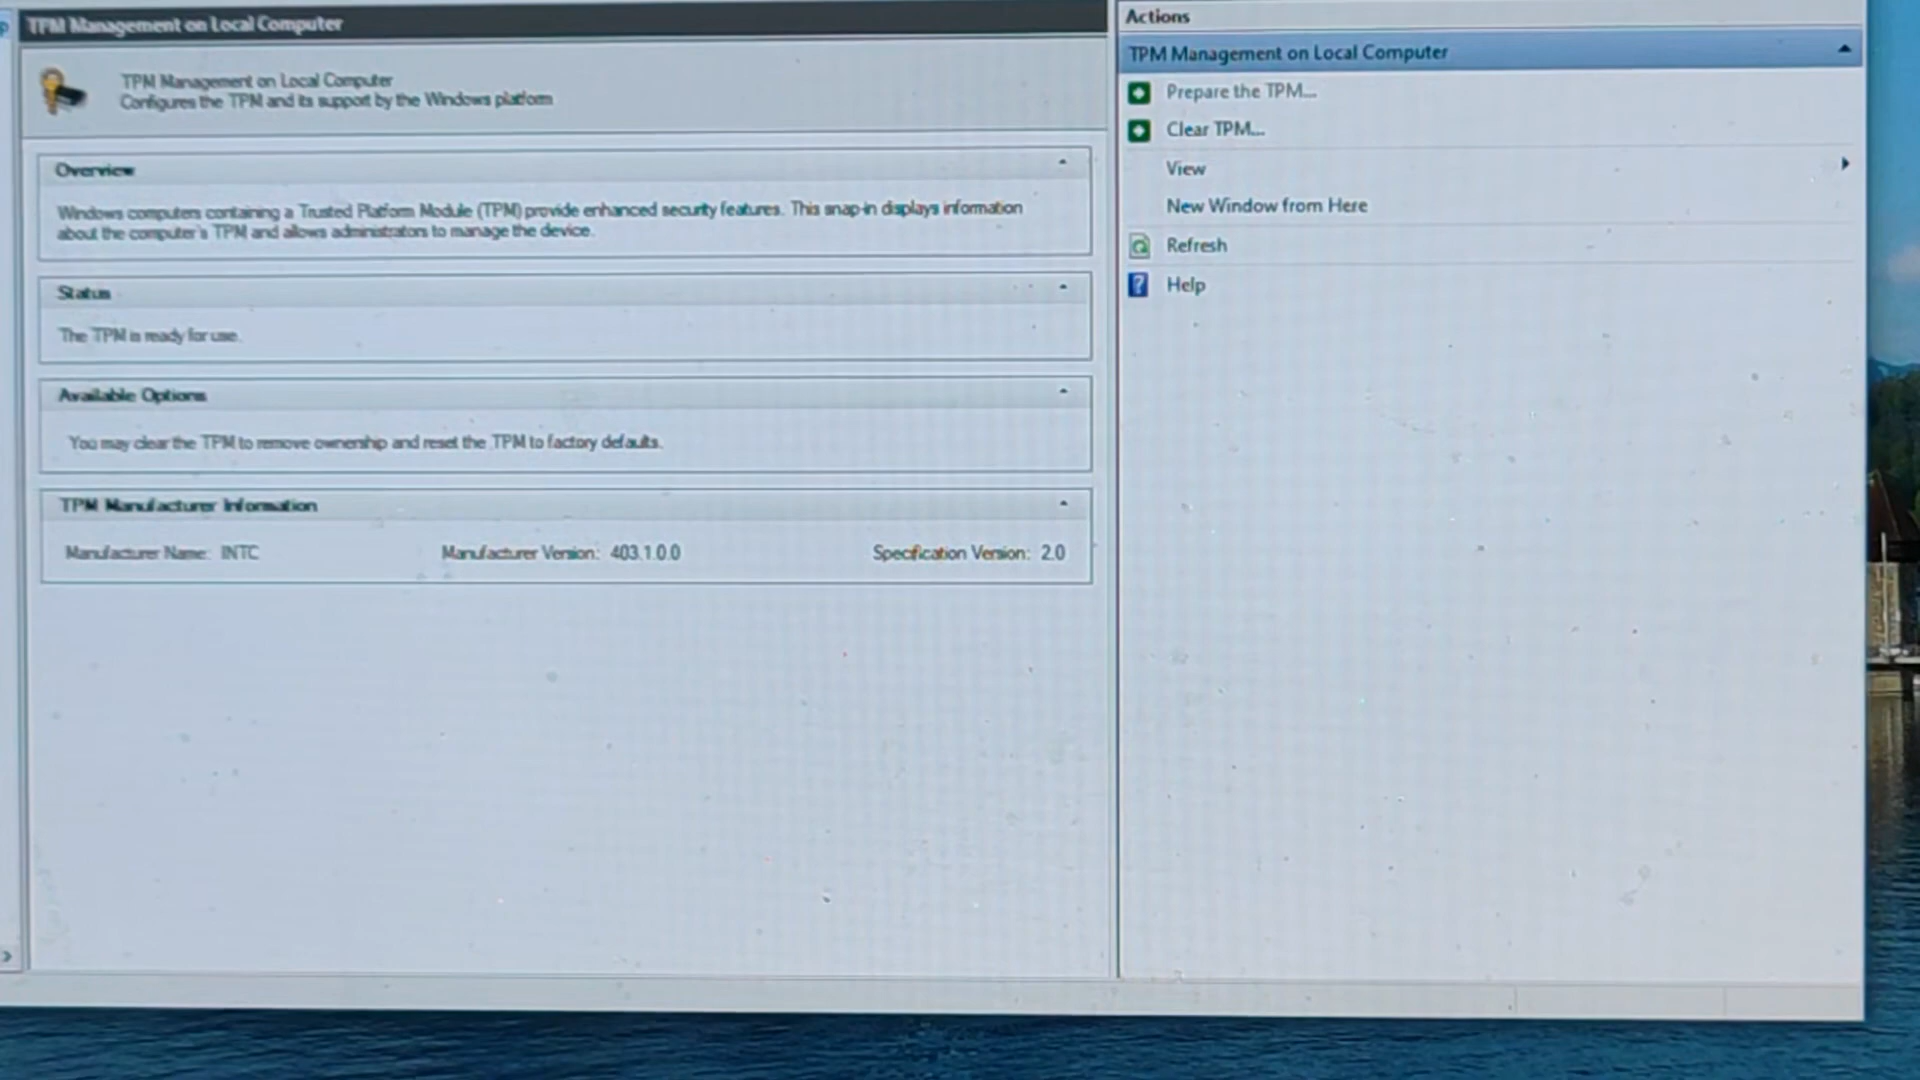 TPM Management on Local Computer
TPM Management on Local Computer
Configures the TPM and its support by the Windows platform
Overview
Windows computers containing a Trusted Platform Module (TPM) provide enhanced security features. This snap-in displays information
about the computer's TPM and allows administrators to manage the device.
Status
The TPM is ready for use.
Available Options
You may clear the TPM to remove ownership and reset the TPM to factory defaults.
TPM Manufacturer Information
Manufacturer Name: INTC Manufacturer Version: 403.1.0.0 Specification Version: 2.0
Actions
TPM Management on Local Computer
Prepare the TPM...
Clear TPM...
View
New Window from Here
Refresh
Help